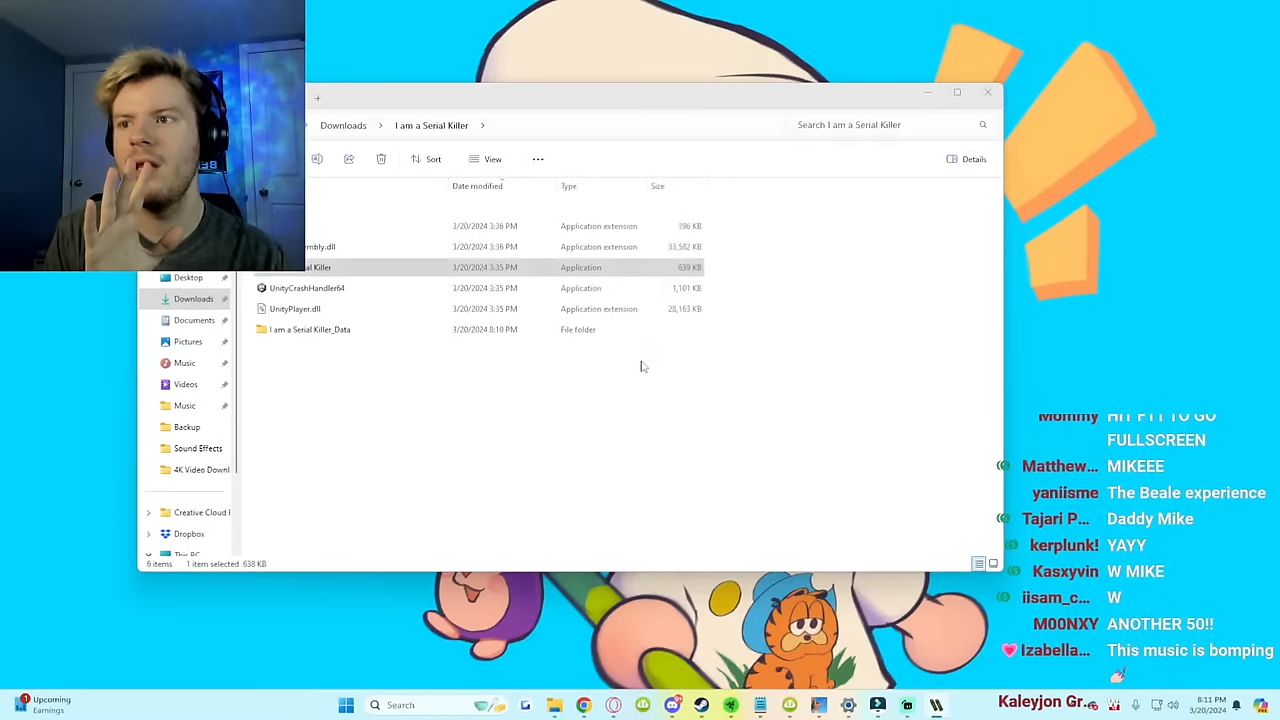 Downloads > I am a Serial Killer >
Search I am a Serial Killer
Sort
View
Details
Date modified
Type
Size
3/20/2024 3:36 PM Application extension 396 KB
mbly.dll 3/20/2024 3:36 PM Application extension 33,582 KB
al Killer 3/20/2024 3:35 PM Application 639 KB
UnityCrashHandler64 3/20/2024 3:35 PM Application 1,101 KB
UnityPlayer.dll 3/20/2024 3:35 PM Application extension 28,163 KB
I am a Serial Killer_Data 3/20/2024 8:10 PM File folder
Desktop
Downloads
Documents
Pictures
Music
Videos
Music
Backup
Sound Effects
4K Video Downl
Creative Cloud F
Dropbox
This PC
6 items 1 item selected 638 KB
Mommy HIT F11 TO GO
FULLSCREEN
Matthew... MIKEEE
yaniisme The Beale experience
Tajari P... Daddy Mike
kerplunk! YAYY
Kasxyvin W MIKE
iisam_c... W
M00NXY ANOTHER 50!!
Izabella... This music is bomping
Kaleyjon Gr...
Upcoming
Earnings
Search
8:11 PM
3/20/2024